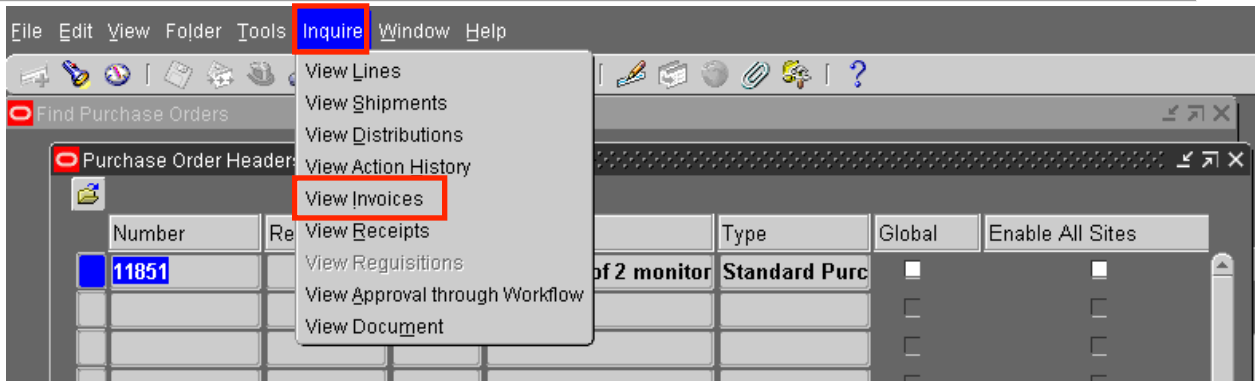 File Edit View Folder Tools Inquire Window Help
View Lines
View Shipments
Find Purchase Orders
View Distributions
Purchase Order Headers
View Action History
View Invoices
Number Re View Receipts Type Global Enable All Sites
View Requisitions
11851 of 2 monitor Standard Purc
View Approval through Workflow
View Document